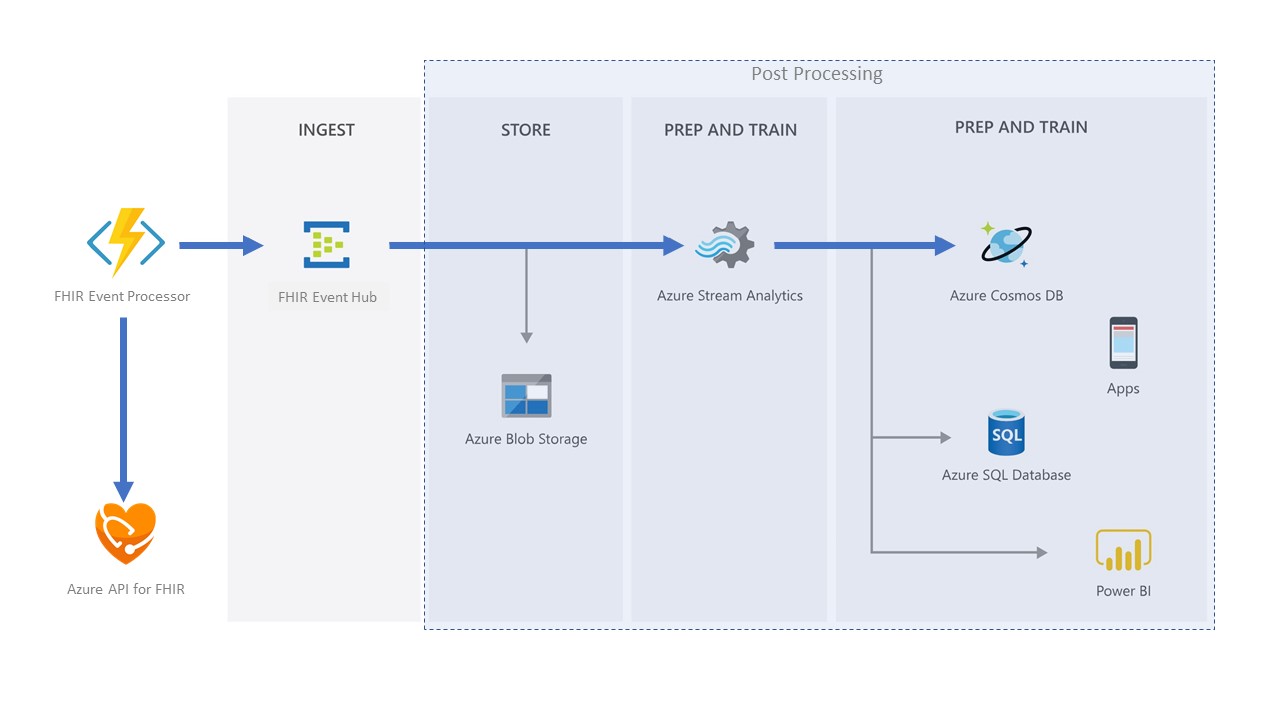 Post Processing
INGEST
STORE
PREP AND TRAIN
PREP AND TRAIN
FHIR Event Processor
FHIR Event Hub
Azure Stream Analytics
Azure Cosmos DB
Apps
Azure Blob Storage
SQL
Azure SQL Database
Azure API for FHIR
Power BI